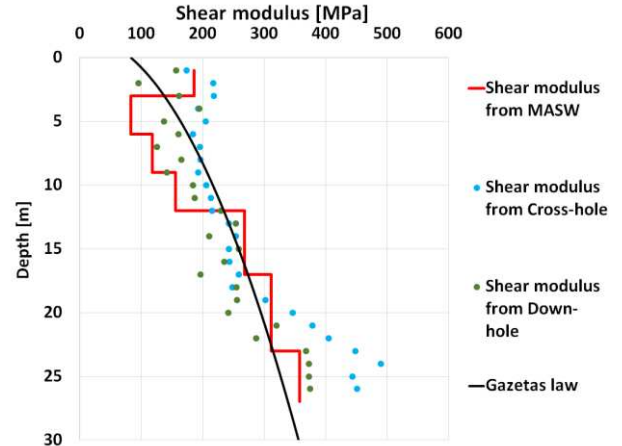 Shear modulus [MPa]
0 100 200 300 400 500 600
0
5
10
15
20
25
30
Depth [m]
Shear modulus
from MASW
Shear modulus
from Cross-hole
Shear modulus
from Down-
hole
Gazetas law